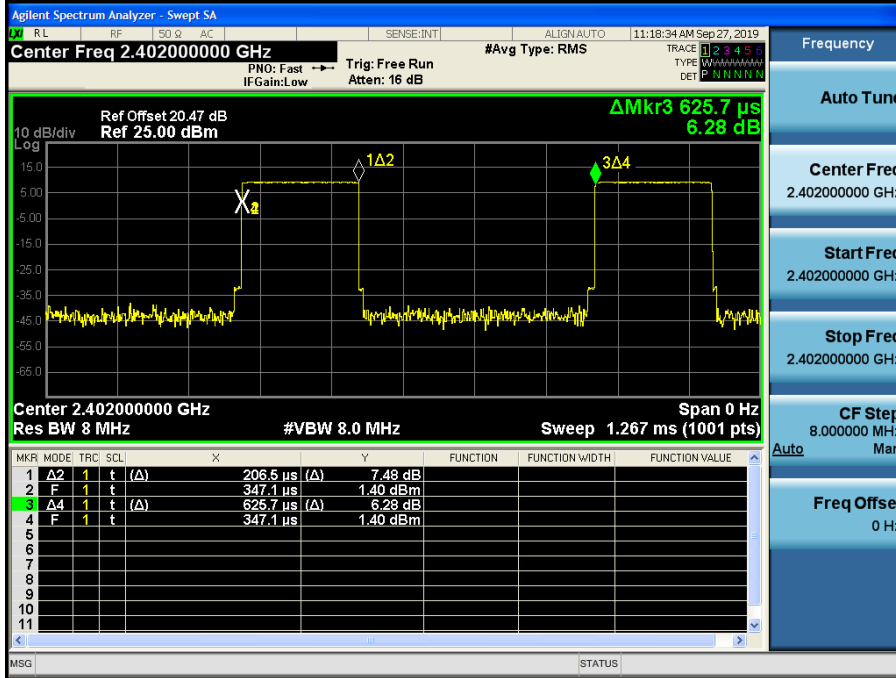 Agilent Spectrum Analyzer - Swept SA
LXI RL RF 50 Ω AC SENSE:INT ALIGN AUTO 11:18:34 AM Sep 27, 2019
Center Freq 2.402000000 GHz
#Avg Type: RMS
TRACE 1 2 3 4 5 6
TYPE WWWWWW
DET P N N N N N
PNO: Fast
IFGain:Low
Trig: Free Run
Atten: 16 dB
Frequency
Auto Tune
Ref Offset 20.47 dB
Ref 25.00 dBm
10 dB/div
Log
ΔMkr3 625.7 µs
6.28 dB
15.0
5.00
-5.00
-15.0
-25.0
-35.0
-45.0
-55.0
-65.0
1Δ2
3Δ4
Center 2.402000000 GHz
Res BW 8 MHz
#VBW 8.0 MHz
Span 0 Hz
Sweep 1.267 ms (1001 pts)
Center Freq
2.402000000 GHz
Start Freq
2.402000000 GHz
Stop Freq
2.402000000 GHz
CF Step
8.000000 MHz
Auto Man
Freq Offset
0 Hz
MKR MODE TRC SCL X Y FUNCTION FUNCTION WIDTH FUNCTION VALUE
1 Δ2 1 t (Δ) 206.5 µs (Δ) 7.48 dB
2 F 1 t 347.1 µs 1.40 dBm
3 Δ4 1 t (Δ) 625.7 µs (Δ) 6.28 dB
4 F 1 t 347.1 µs 1.40 dBm
5
6
7
8
9
10
11
MSG STATUS